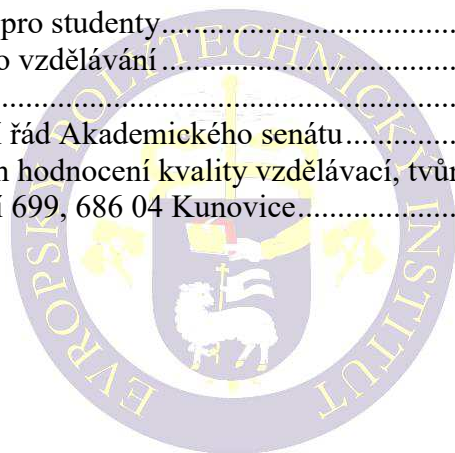 pro studenty........................................
o vzdělávání........................................
................................................................
í řád Akademického senátu....................
m hodnocení kvality vzdělávací, tvůr
í 699, 686 04 Kunovice........................
EVROPSKÝ POLYTECHNICKÝ INSTITUT